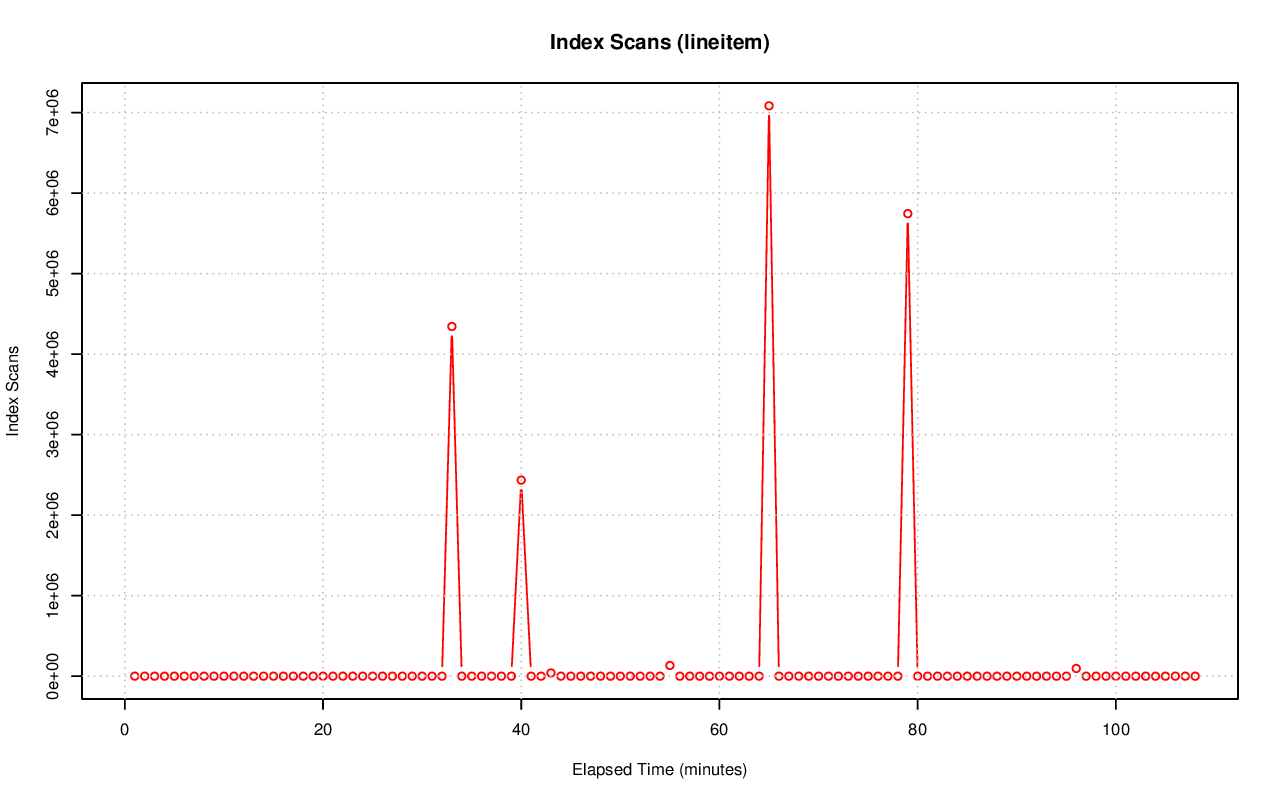 Index Scans (lineitem)
Index Scans
7e+06
6e+06
5e+06
4e+06
3e+06
2e+06
1e+06
0e+00
0 20 40 60 80 100
Elapsed Time (minutes)